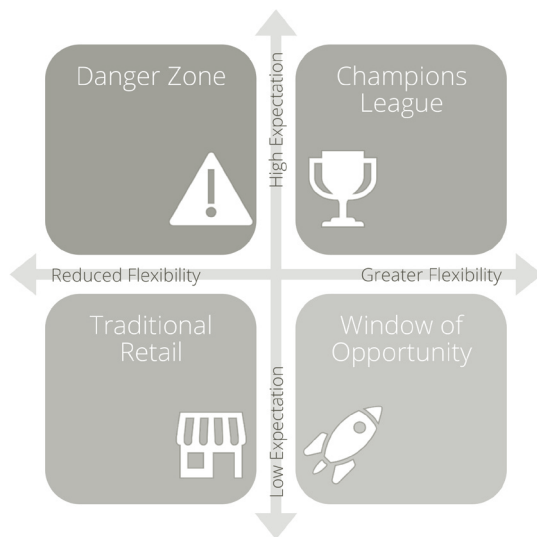 Danger Zone
Champions
League
High Expectation
Reduced Flexibility
Greater Flexibility
Traditional
Retail
Window of
Opportunity
Low Expectation